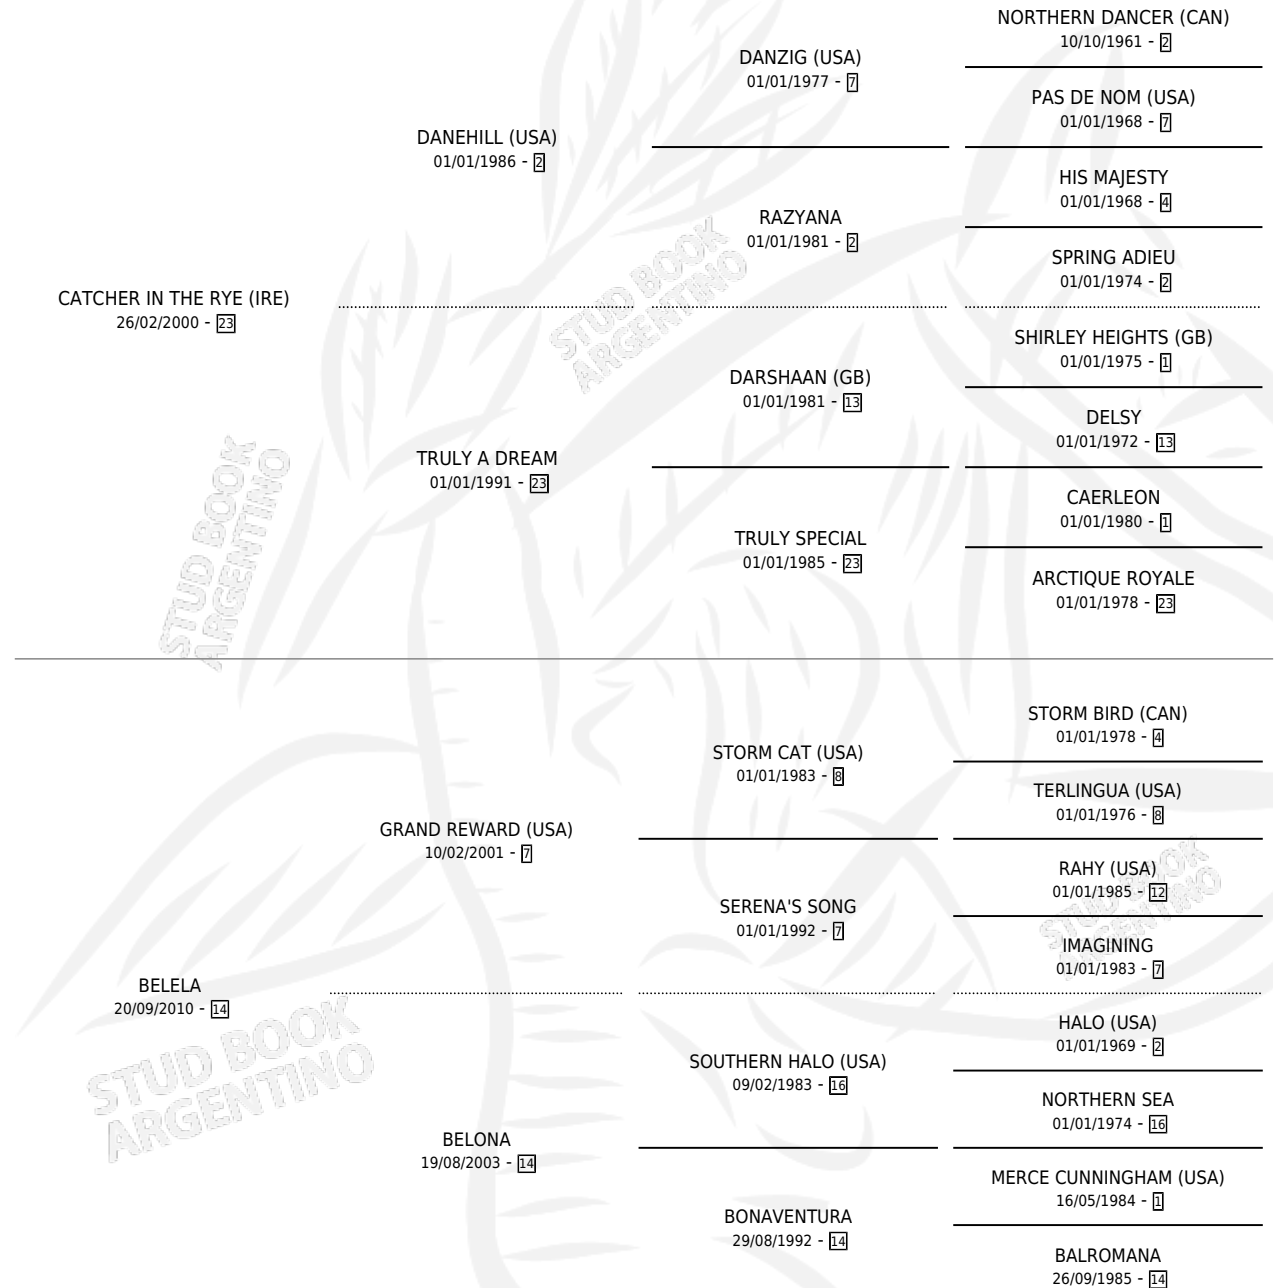 NORTHERN DANCER (CAN)
10/10/1961 - 2
DANZIG (USA)
01/01/1977 - 7
PAS DE NOM (USA)
01/01/1968 - 7
DANEHILL (USA)
01/01/1986 - 2
HIS MAJESTY
01/01/1968 - 4
RAZYANA
01/01/1981 - 2
SPRING ADIEU
01/01/1974 - 2
CATCHER IN THE RYE (IRE)
26/02/2000 - 23
STUD BOOK
ARGENTINO
SHIRLEY HEIGHTS (GB)
01/01/1975 - 1
DARSHAAN (GB)
01/01/1981 - 13
DELSY
01/01/1972 - 13
TRULY A DREAM
01/01/1991 - 23
CAERLEON
01/01/1980 - 1
TRULY SPECIAL
01/01/1985 - 23
ARCTIQUE ROYALE
01/01/1978 - 23
STUD BOOK
ARGENTINO
STORM BIRD (CAN)
01/01/1978 - 4
STORM CAT (USA)
01/01/1983 - 8
TERLINGUA (USA)
01/01/1976 - 8
GRAND REWARD (USA)
10/02/2001 - 7
RAHY (USA)
01/01/1985 - 12
SERENA'S SONG
01/01/1992 - 7
STUD BOOK
ARGENTINO
IMAGINING
01/01/1983 - 7
BELELA
20/09/2010 - 14
STUD BOOK
ARGENTINO
HALO (USA)
01/01/1969 - 2
SOUTHERN HALO (USA)
09/02/1983 - 16
NORTHERN SEA
01/01/1974 - 16
BELONA
19/08/2003 - 14
MERCE CUNNINGHAM (USA)
16/05/1984 - 1
BONAVENTURA
29/08/1992 - 14
BALROMANA
26/09/1985 - 14